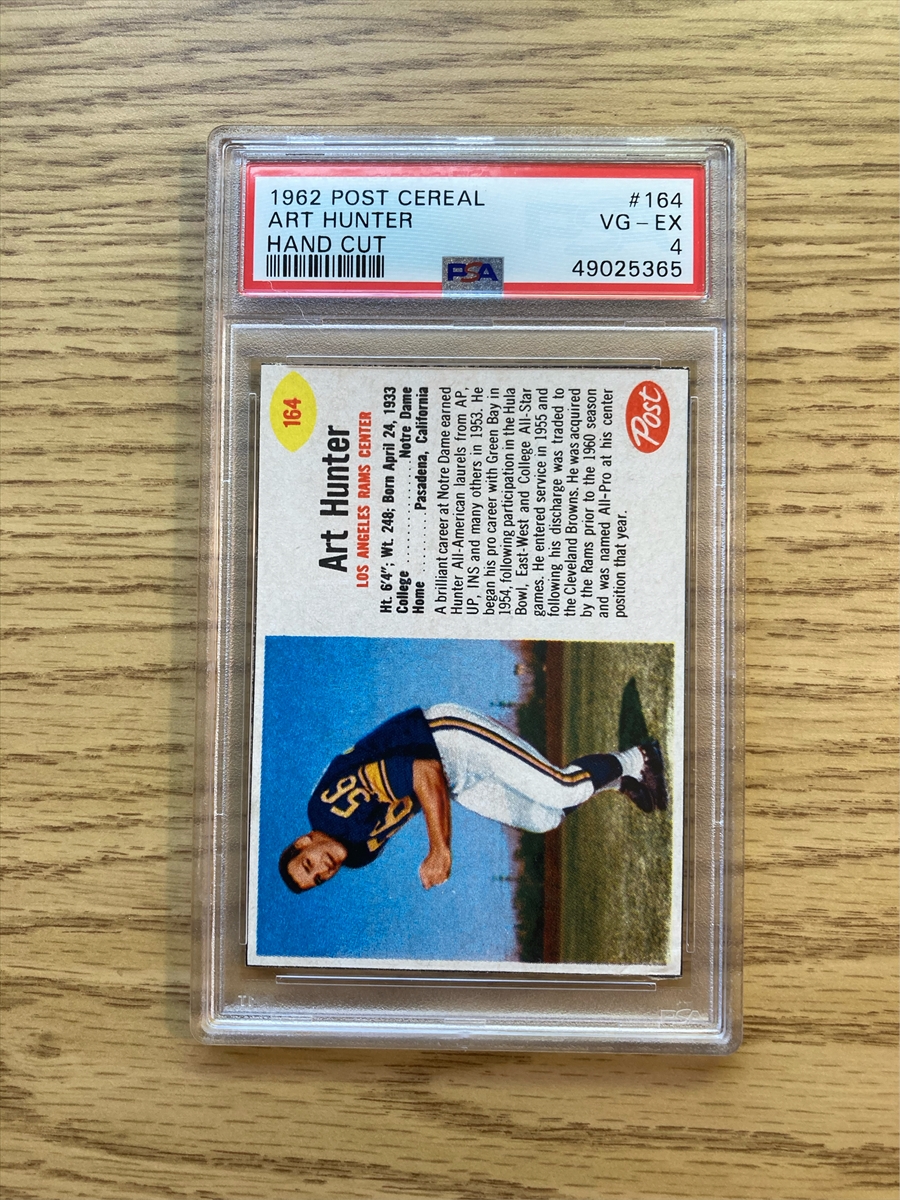 1962 POST CEREAL #164
ART HUNTER VG-EX
HAND CUT 4
PSA 49025365
164
Art Hunter
LOS ANGELES RAMS CENTER
Ht. 6'4"; Wt. 248; Born April 24, 1933
College ............... Notre Dame
Home ........ Pasadena, California
A brilliant career at Notre Dame earned
Hunter All-American laurels from AP,
UP, INS and many others in 1953. He
began his pro career with Green Bay in
1954, following participation in the Hula
Bowl, East-West and College All-Star
games. He entered service in 1955 and
following his discharge was traded to
the Cleveland Browns. He was acquired
by the Rams prior to the 1960 season
and was named All-Pro at his center
position that year.
Post
56
PSA